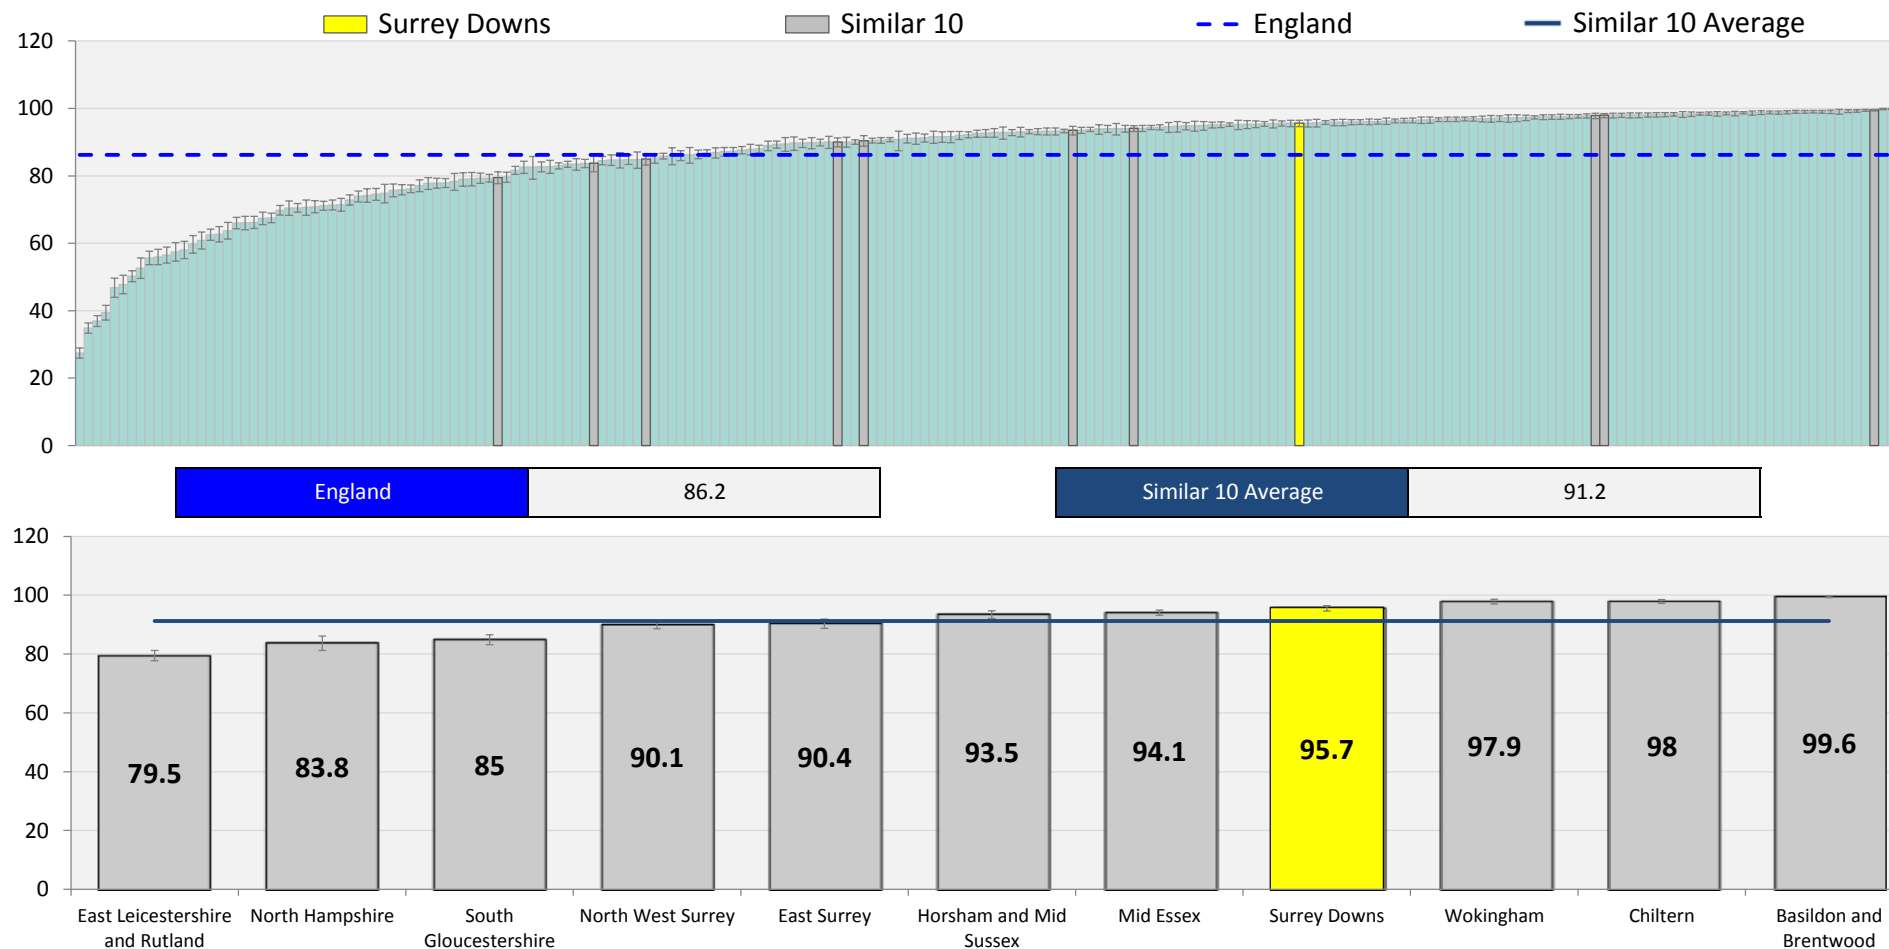 Surrey Downs Similar 10 England Similar 10 Average
120
100
80
60
40
20
0
England 86.2 Similar 10 Average 91.2
120
100
80
60
40
20
0
79.5 83.8 85 90.1 90.4 93.5 94.1 95.7 97.9 98 99.6
East Leicestershire North Hampshire South North West Surrey East Surrey Horsham and Mid Mid Essex Surrey Downs Wokingham Chiltern Basildon and
and Rutland Gloucestershire Sussex Brentwood